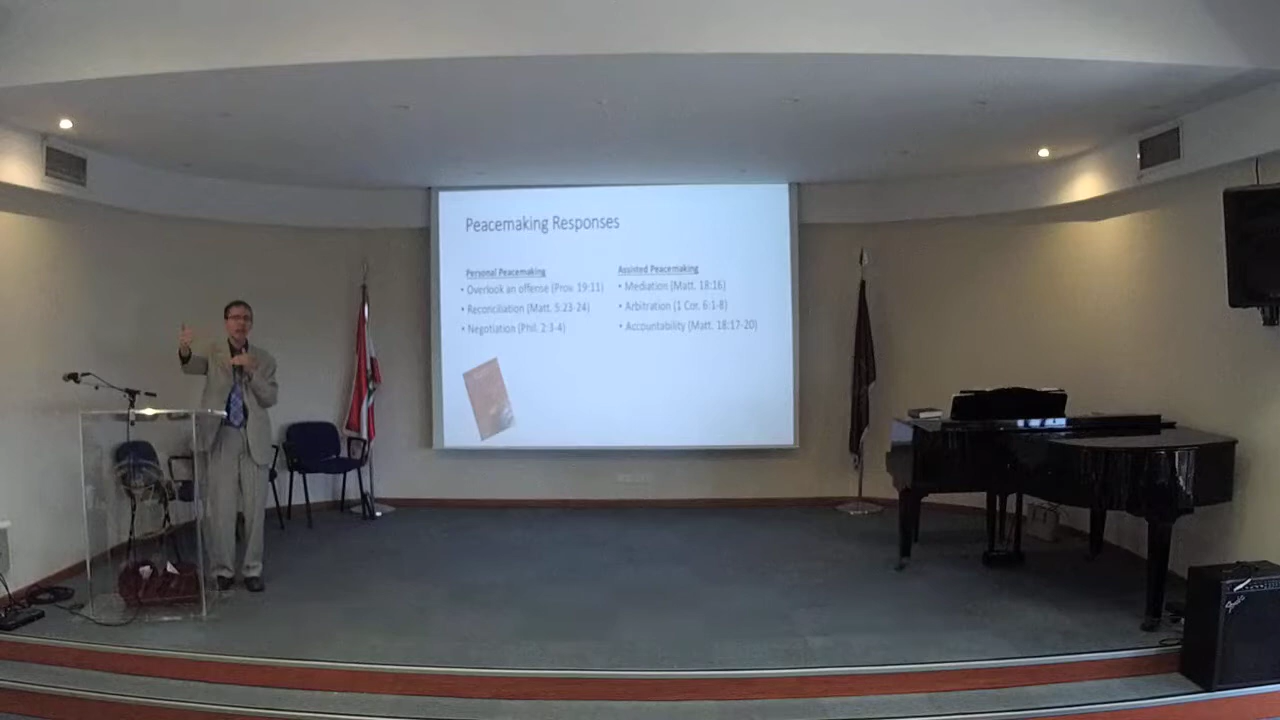 Peacemaking Responses
Personal Peacemaking
• Overlook an offense (Prov. 19:11)
• Reconciliation (Matt. 5:23-24)
• Negotiation (Phil. 2:3-4)
Assisted Peacemaking
• Mediation (Matt. 18:16)
• Arbitration (1 Cor. 6:1-8)
• Accountability (Matt. 18:17-20)
Fender